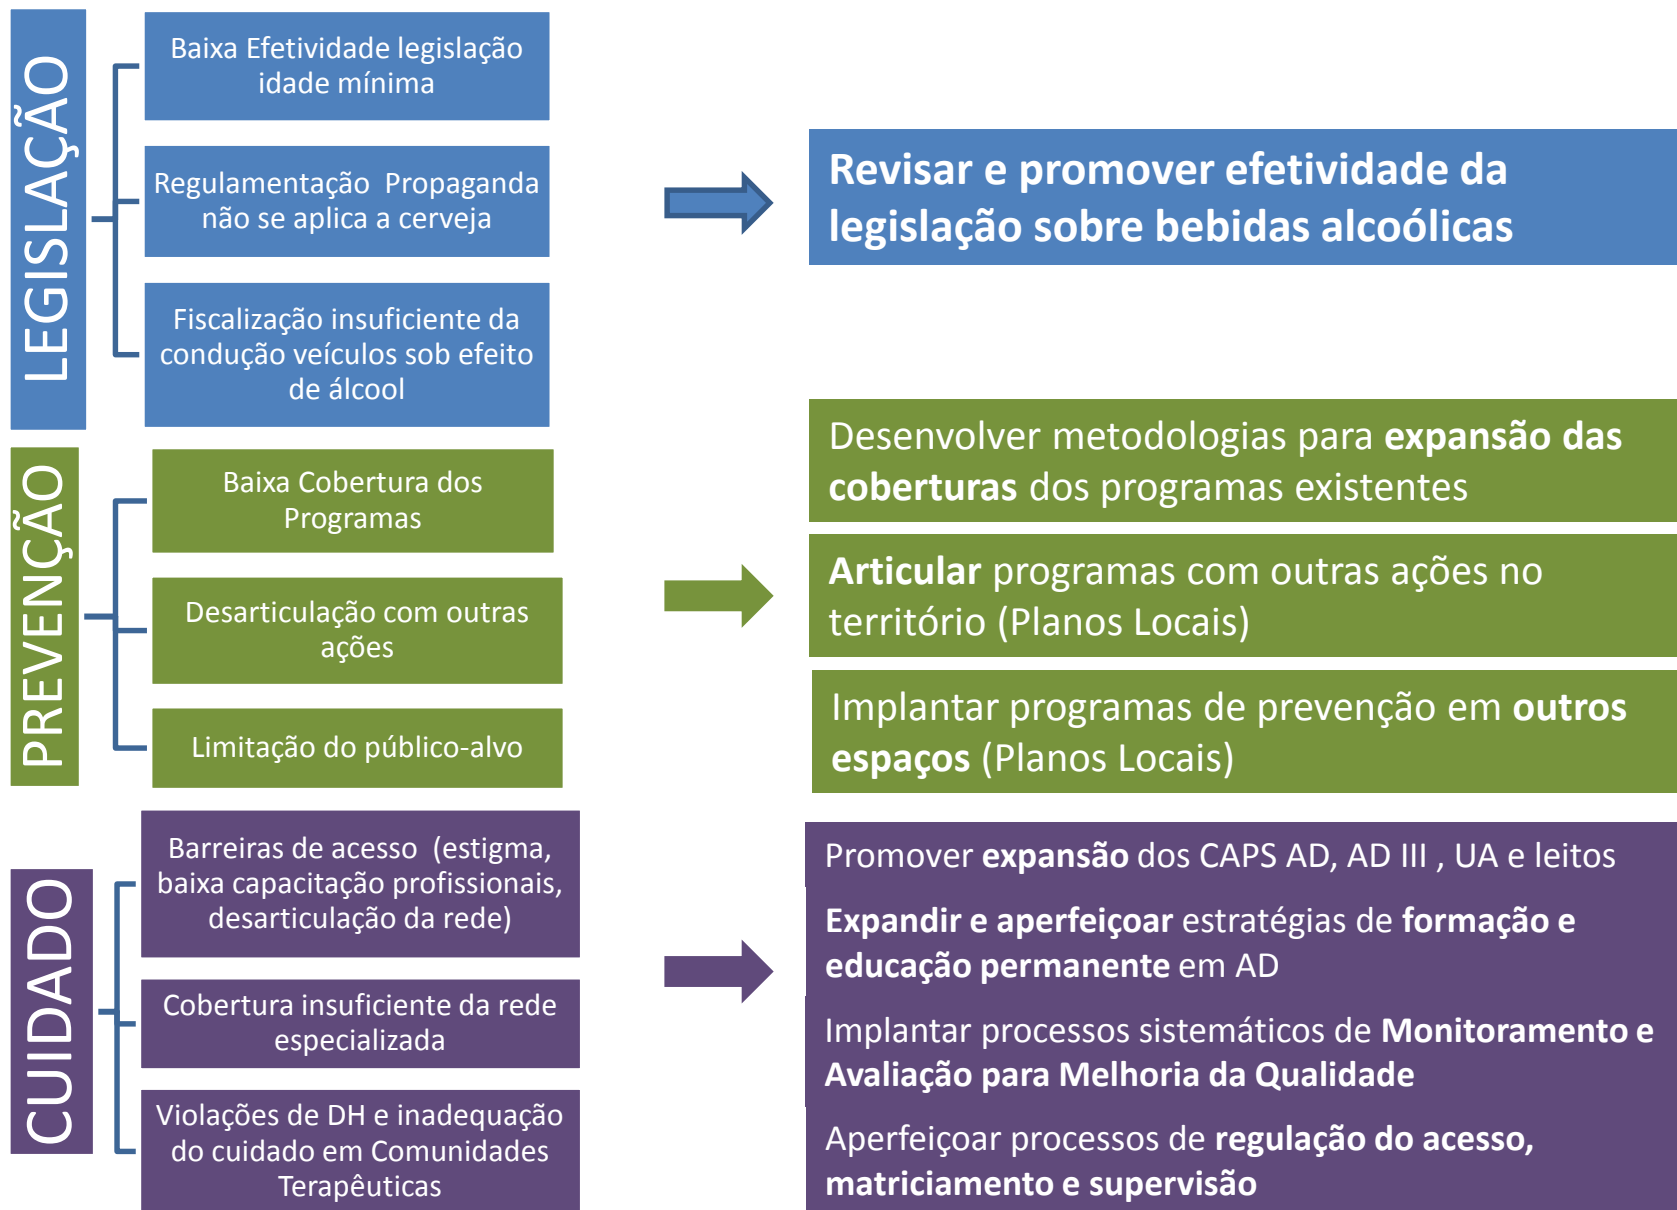 LEGISLAÇÃO
Baixa Efetividade legislação
idade mínima
Regulamentação  Propaganda
não se aplica a cerveja
Fiscalização insuficiente da
condução veículos sob efeito
de álcool
Revisar e promover efetividade da
legislação sobre bebidas alcoólicas
PREVENÇÃO
Baixa Cobertura dos
Programas
Desarticulação com outras
ações
Limitação do público-alvo
Desenvolver metodologias para expansão das
coberturas dos programas existentes
Articular programas com outras ações no
território (Planos Locais)
Implantar programas de prevenção em outros
espaços (Planos Locais)
CUIDADO
Barreiras de acesso  (estigma,
baixa capacitação profissionais,
desarticulação da rede)
Cobertura insuficiente da rede
especializada
Violações de DH e inadequação
do cuidado em Comunidades
Terapêuticas
Promover expansão dos CAPS AD, AD III , UA e leitos
Expandir e aperfeiçoar estratégias de formação e
educação permanente em AD
Implantar processos sistemáticos de Monitoramento e
Avaliação para Melhoria da Qualidade
Aperfeiçoar processos de regulação do acesso,
matriciamento e supervisão